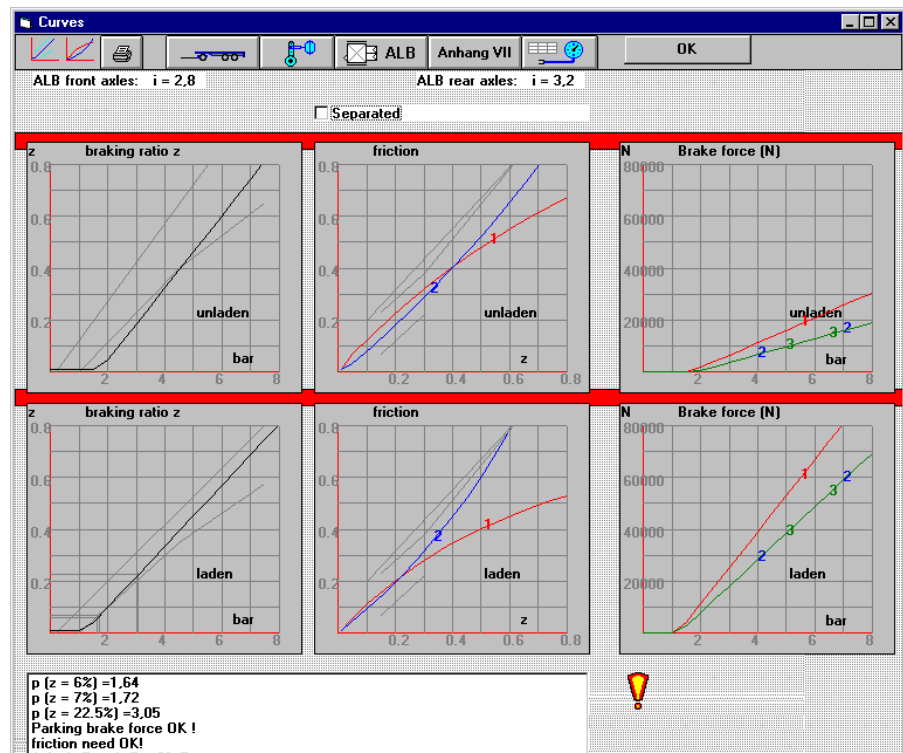 Curves
ALB Anhang VII OK
ALB front axles: i = 2,8 ALB rear axles: i = 3,2
Separated
z braking ratio z friction N Brake force (N)
0.8 0.8 80000
0.6 0.6 60000
1
0.4 0.4 40000
2
unladen unladen unladen
0.2 0.2 20000 1 2 3 2 3
bar z bar
2 4 6 8 0.2 0.4 0.6 0.8 2 4 6 8
z braking ratio z friction N Brake force (N)
0.8 0.8 80000
0.6 0.6 60000 1 2 3
0.4 0.4 2 1 40000 3
2
laden laden laden
0.2 0.2 20000
bar z bar
2 4 6 8 0.2 0.4 0.6 0.8 2 4 6 8
p (z = 6%) =1,64
p (z = 7%) =1,72
p (z = 22.5%) =3,05
Parking brake force OK !
friction need OK!